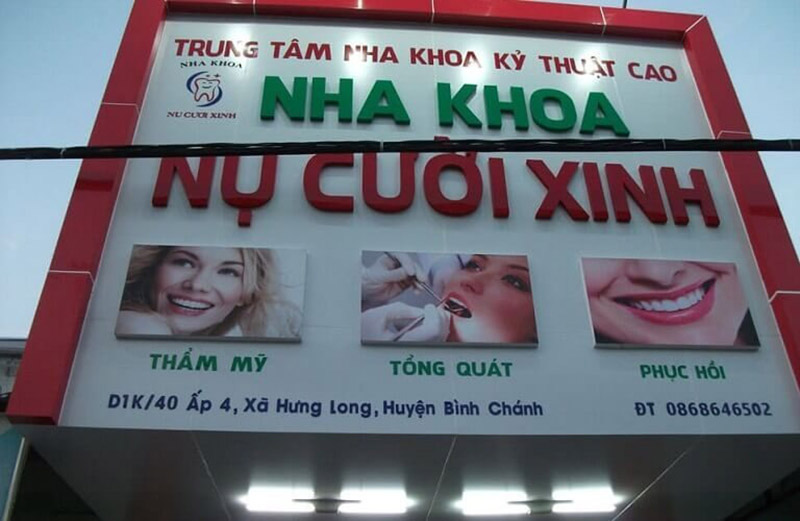 TRUNG TÂM NHA KHOA KỶ THUẬT CAO
NHA KHOA
NỤ CƯỜI XINH
NHA KHOA
NỤ CƯỜI XINH
THẨM MỸ
TỔNG QUÁT
PHỤC HỒI
D1K/40 Ấp 4, Xã Hưng Long, Huyện Bình Chánh
ĐT 0868646502